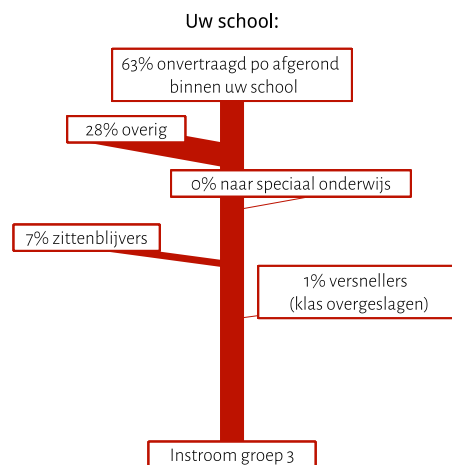 Uw school:
63% onvertraagd po afgerond
binnen uw school
28% overig
0% naar speciaal onderwijs
7% zittenblijvers
1% versnellers
(klas overgeslagen)
Instroom groep 3